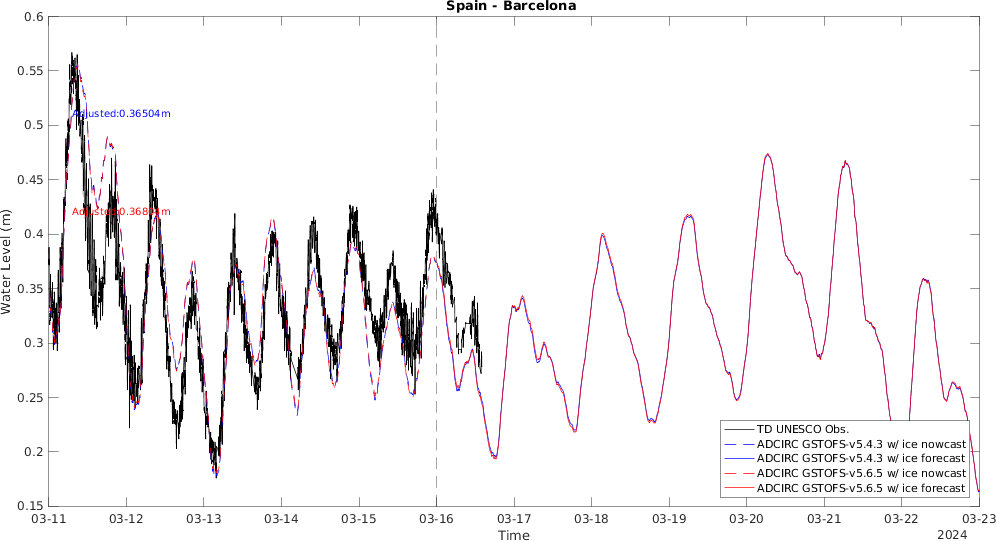 Spain - Barcelona
0.6
0.55
0.5
0.45
0.4
0.35
0.3
0.25
0.2
0.15
Water Level (m)
Adjusted:0.36504m
TD UNESCO Obs.
ADCIRC GSTOFS-v5.4.3 w/ ice nowcast
ADCIRC GSTOFS-v5.4.3 w/ ice forecast
ADCIRC GSTOFS-v5.6.5 w/ ice nowcast
ADCIRC GSTOFS-v5.6.5 w/ ice forecast
03-11 03-12 03-13 03-14 03-15 03-16 03-17 03-18 03-19 03-20 03-21 03-22 03-23
Time
2024